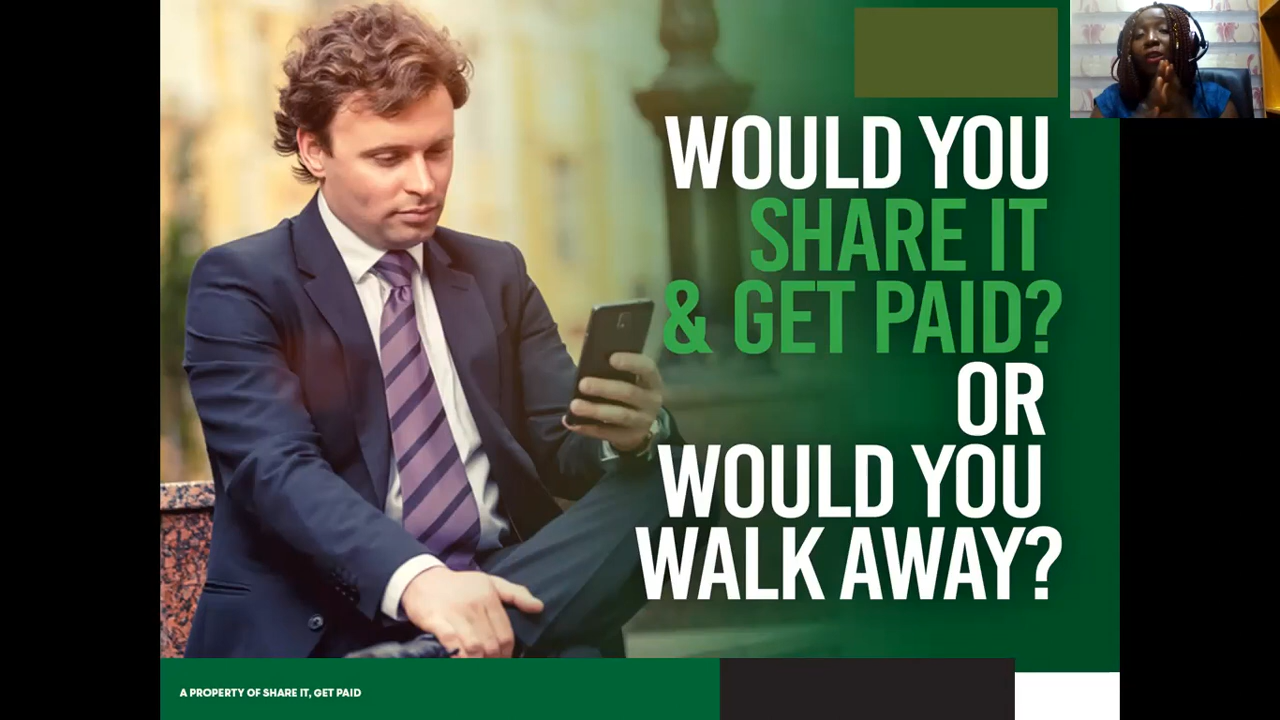 WOULD YOU
SHARE IT
& GET PAID?
OR
WOULD YOU
WALK AWAY?
A PROPERTY OF SHARE IT, GET PAID